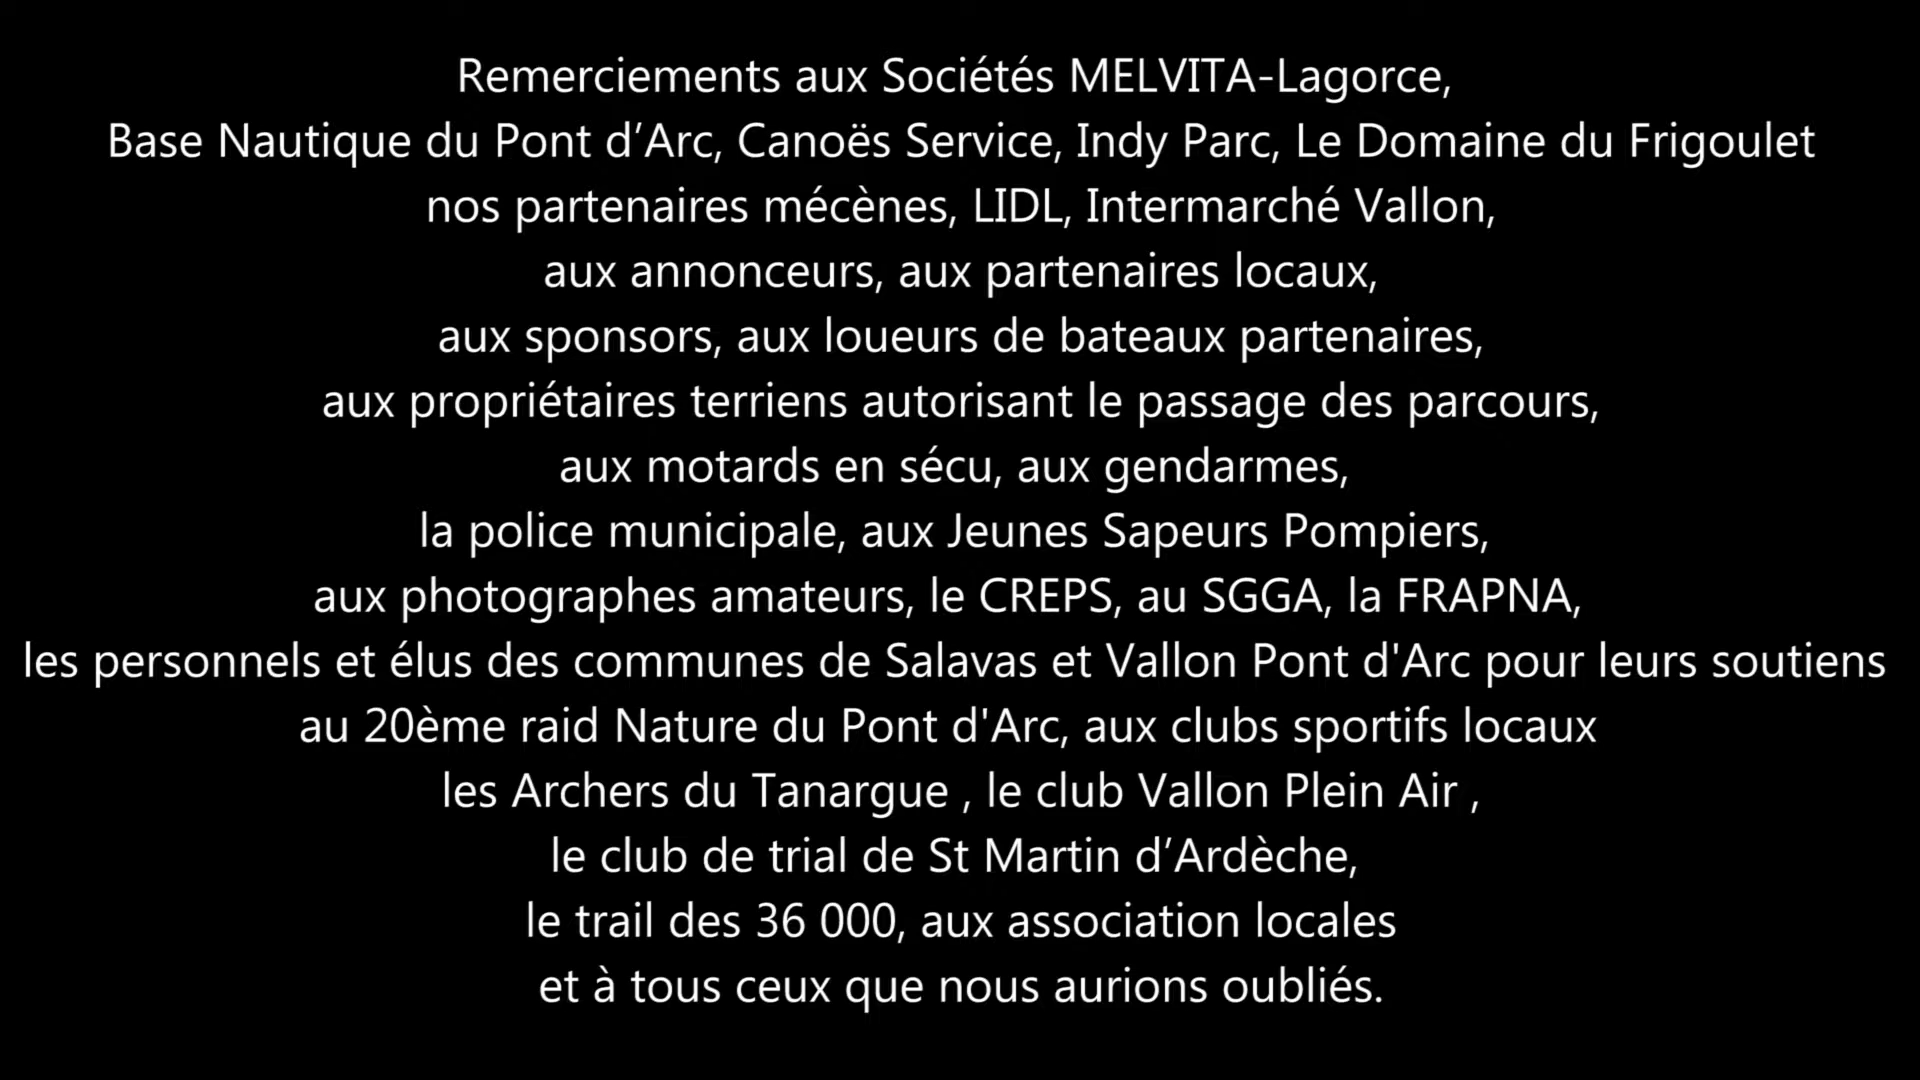 Remerciements aux Sociétés MELVITA-Lagorce,
Base Nautique du Pont d’Arc, Canoës Service, Indy Parc, Le Domaine du Frigoulet
nos partenaires mécènes, LIDL, Intermarché Vallon,
aux annonceurs, aux partenaires locaux,
aux sponsors, aux loueurs de bateaux partenaires,
aux propriétaires terriens autorisant le passage des parcours,
aux motards en sécu, aux gendarmes,
la police municipale, aux Jeunes Sapeurs Pompiers,
aux photographes amateurs, le CREPS, au SGGA, la FRAPNA,
les personnels et élus des communes de Salavas et Vallon Pont d'Arc pour leurs soutiens
au 20ème raid Nature du Pont d'Arc, aux clubs sportifs locaux
les Archers du Tanargue , le club Vallon Plein Air ,
le club de trial de St Martin d’Ardèche,
le trail des 36 000, aux association locales
et à tous ceux que nous aurions oubliés.